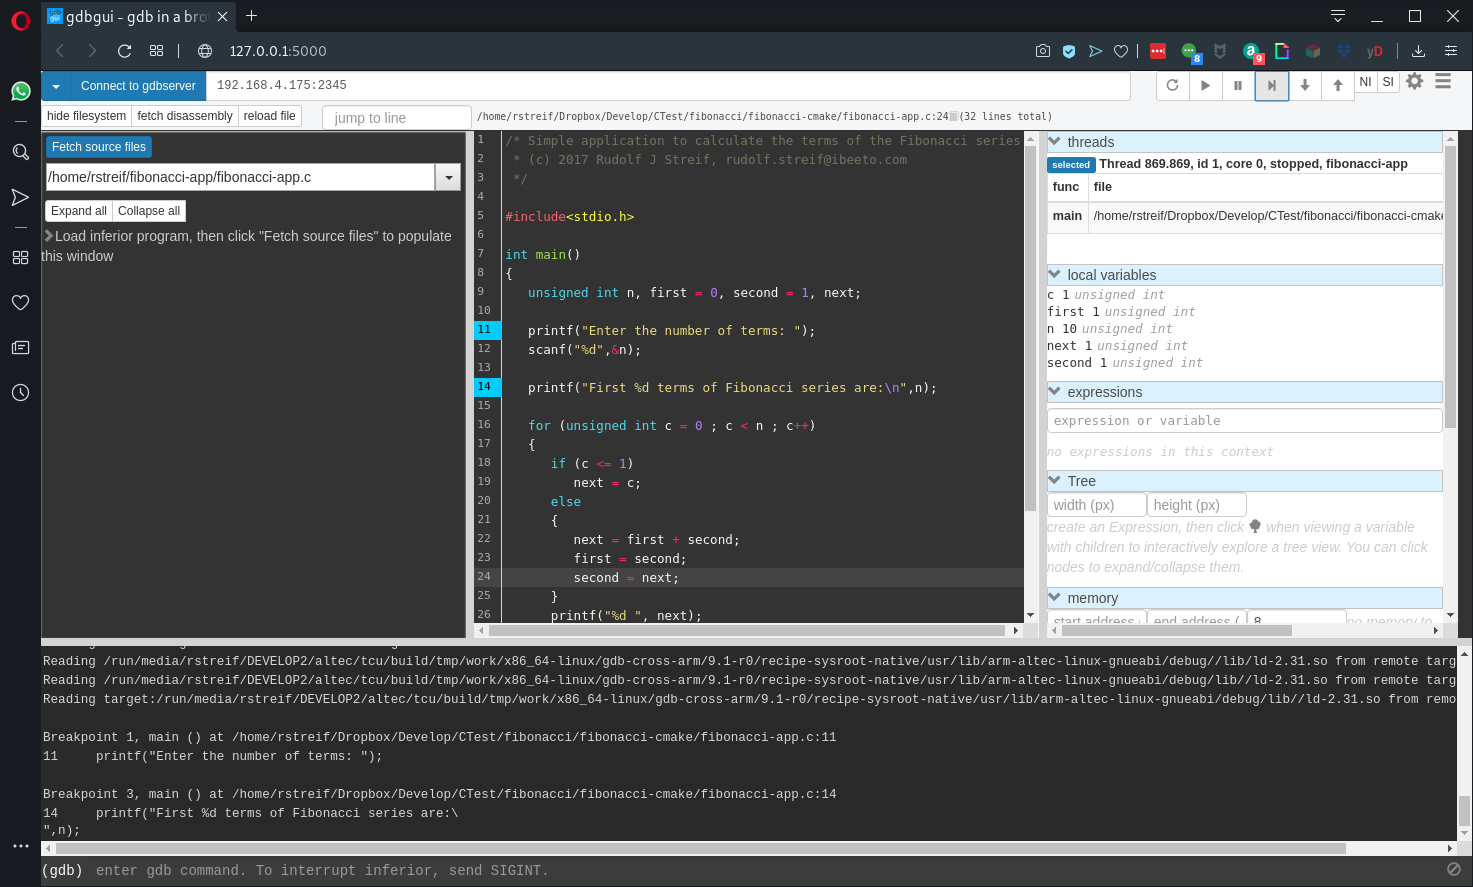 gdbgui - gdb in a bro
127.0.0.1:5000
8
9
yD
Connect to gdbserver
192.168.4.175:2345
NI
SI
hide filesystem
fetch disassembly
reload file
jump to line
/home/rstreif/Dropbox/Develop/CTest/fibonacci/fibonacci-cmake/fibonacci-app.c:24 (32 lines total)
Fetch source files
/home/rstreif/fibonacci-app/fibonacci-app.c
Expand all
Collapse all
Load inferior program, then click "Fetch source files" to populate
this window
1 /* Simple application to calculate the terms of the Fibonacci series
2 * (c) 2017 Rudolf J Streif, rudolf.streif@ibeeto.com
3 */
4
5 #include<stdio.h>
6
7 int main()
8 {
9 unsigned int n, first = 0, second = 1, next;
10
11 printf("Enter the number of terms: ");
12 scanf("%d",&n);
13
14 printf("First %d terms of Fibonacci series are:\n",n);
15
16 for (unsigned int c = 0 ; c < n ; c++)
17 {
18 if (c <= 1)
19 next = c;
20 else
21 {
22 next = first + second;
23 first = second;
24 second = next;
25 }
26 printf("%d ", next);
threads
selected Thread 869.869, id 1, core 0, stopped, fibonacci-app
func file
main /home/rstreif/Dropbox/Develop/CTest/fibonacci/fibonacci-cmake
local variables
c 1 unsigned int
first 1 unsigned int
n 10 unsigned int
next 1 unsigned int
second 1 unsigned int
expressions
expression or variable
no expressions in this context
Tree
width (px)
height (px)
create an Expression, then click when viewing a variable
with children to interactively explore a tree view. You can click
nodes to expand/collapse them.
memory
start address
end address (
8
no memory to
Reading /run/media/rstreif/DEVELOP2/altec/tcu/build/tmp/work/x86_64-linux/gdb-cross-arm/9.1-r0/recipe-sysroot-native/usr/lib/arm-altec-linux-gnueabi/debug//lib/ld-2.31.so from remote targ
Reading /run/media/rstreif/DEVELOP2/altec/tcu/build/tmp/work/x86_64-linux/gdb-cross-arm/9.1-r0/recipe-sysroot-native/usr/lib/arm-altec-linux-gnueabi/debug/lib//ld-2.31.so from remote targ
Reading target:/run/media/rstreif/DEVELOP2/altec/tcu/build/tmp/work/x86_64-linux/gdb-cross-arm/9.1-r0/recipe-sysroot-native/usr/lib/arm-altec-linux-gnueabi/debug/lib//ld-2.31.so from remo
Breakpoint 1, main () at /home/rstreif/Dropbox/Develop/CTest/fibonacci/fibonacci-cmake/fibonacci-app.c:11
11 printf("Enter the number of terms: ");
Breakpoint 3, main () at /home/rstreif/Dropbox/Develop/CTest/fibonacci/fibonacci-cmake/fibonacci-app.c:14
14 printf("First %d terms of Fibonacci series are:\
",n);
(gdb) enter gdb command. To interrupt inferior, send SIGINT.